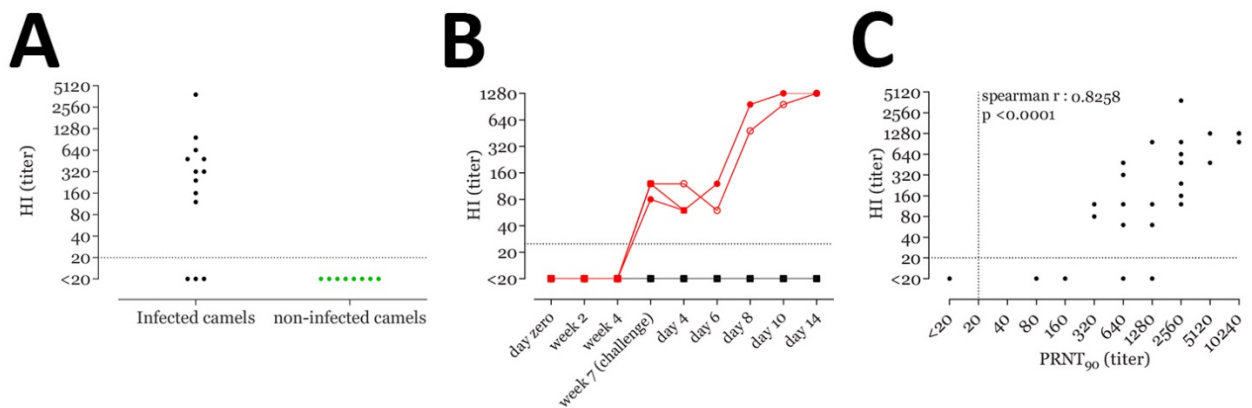 A
HI (titer)
5120
2560
1280
640
320
160
80
40
20
<20
Infected camels
non-infected camels
B
HI (titer)
1280
640
320
160
80
40
20
<20
day zero
week 2
week 4
week 7 (challenge)
day 4
day 6
day 8
day 10
day 14
C
spearman r : 0.8258
p <0.0001
HI (titer)
5120
2560
1280
640
320
160
80
40
20
<20
<20
20
40
80
160
320
640
1280
2560
5120
10240
PRNT₉₀ (titer)